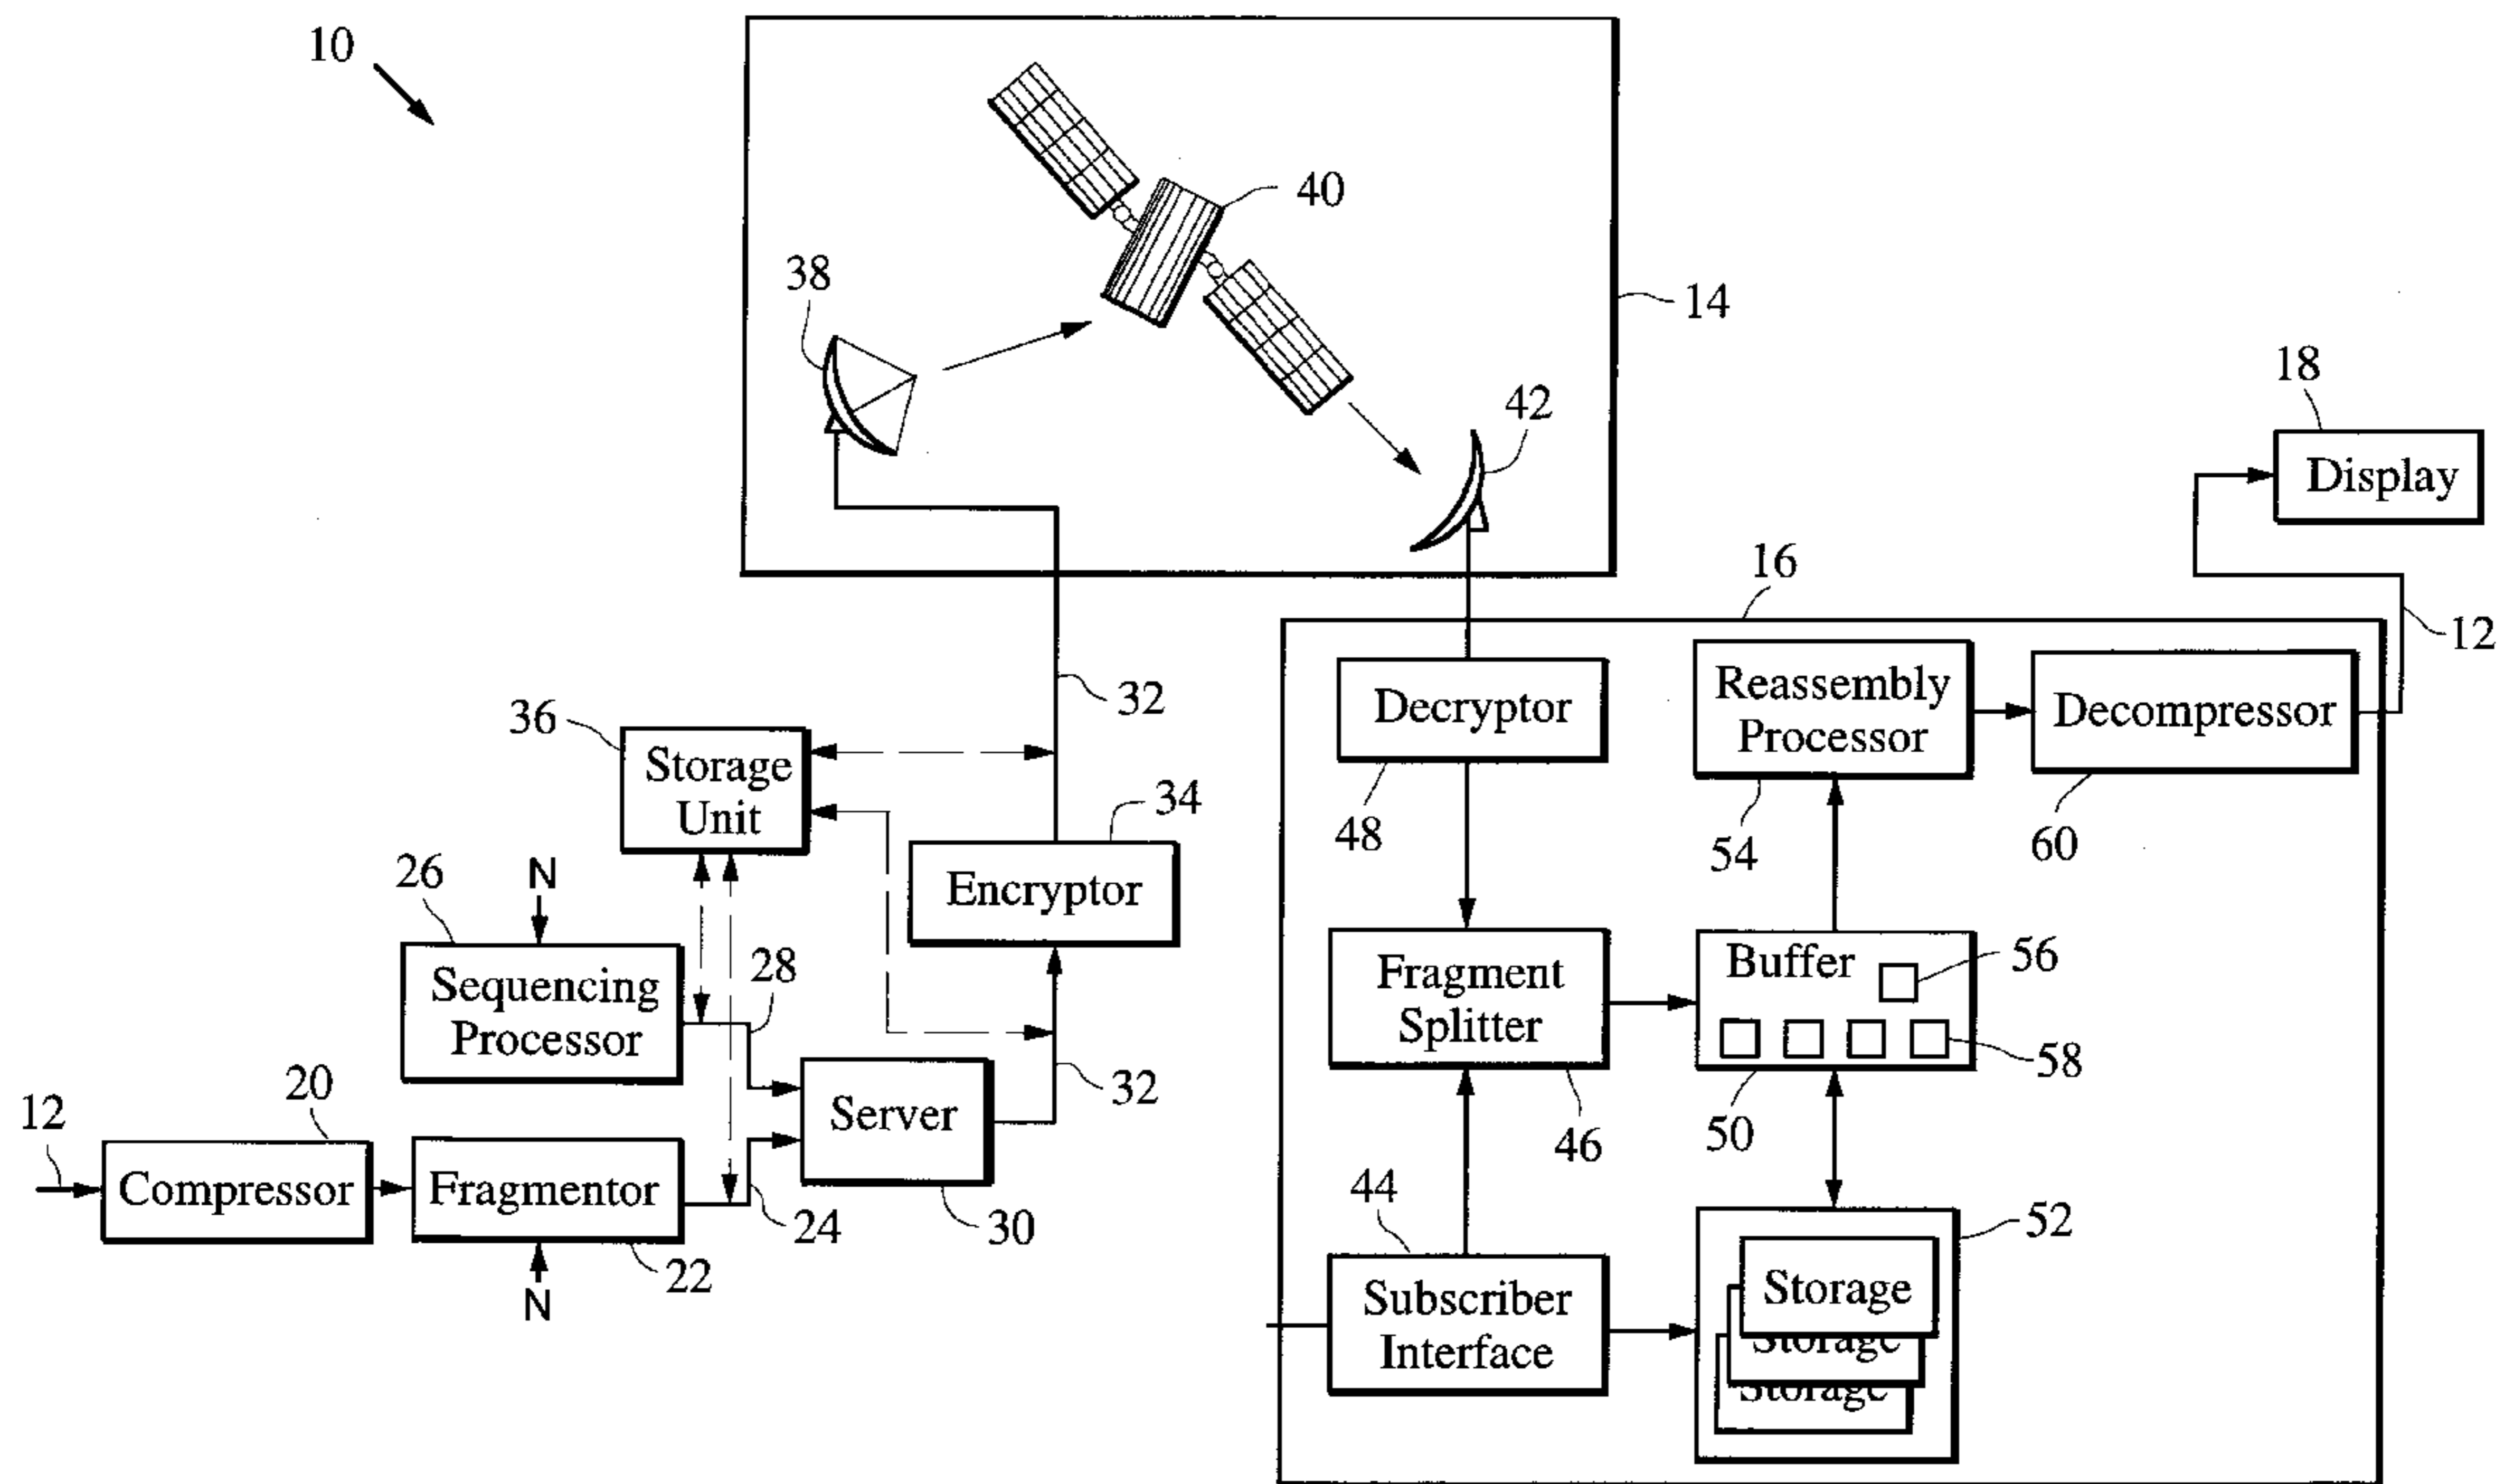 10
40
38
14
18
42
Display
16
12
32
36
Storage
Unit
Decryptor
Reassembly
Processor
Decompressor
34
48
54
60
26
N
Encryptor
Sequencing
Processor
28
Fragment
Splitter
Buffer
56
58
32
12
20
Server
46
50
Compressor
Fragmentor
24
30
44
52
22
N
Subscriber
Interface
Storage
Storage
Storage